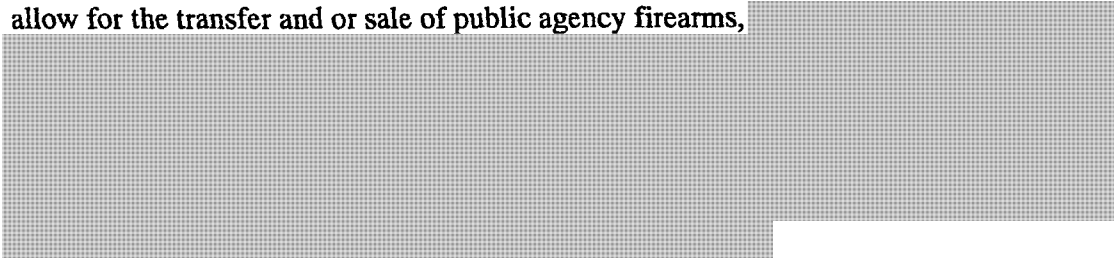 allow for the transfer and or sale of public agency firearms,